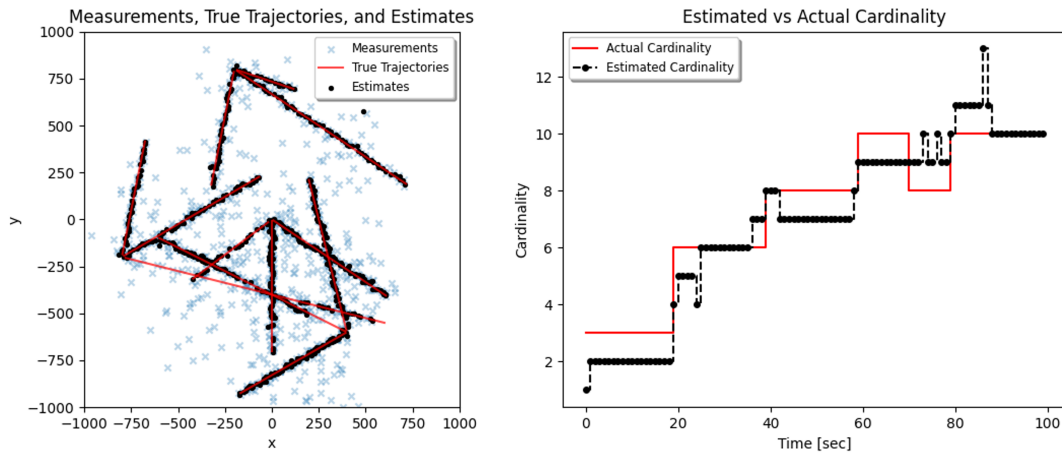 Measurements, True Trajectories, and Estimates
Measurements
True Trajectories
Estimates
1000
750
500
250
0
−250
−500
−750
−1000
y
−1000 −750 −500 −250 0 250 500 750 1000
x
Estimated vs Actual Cardinality
Actual Cardinality
Estimated Cardinality
12
10
8
6
4
2
Cardinality
0 20 40 60 80 100
Time [sec]